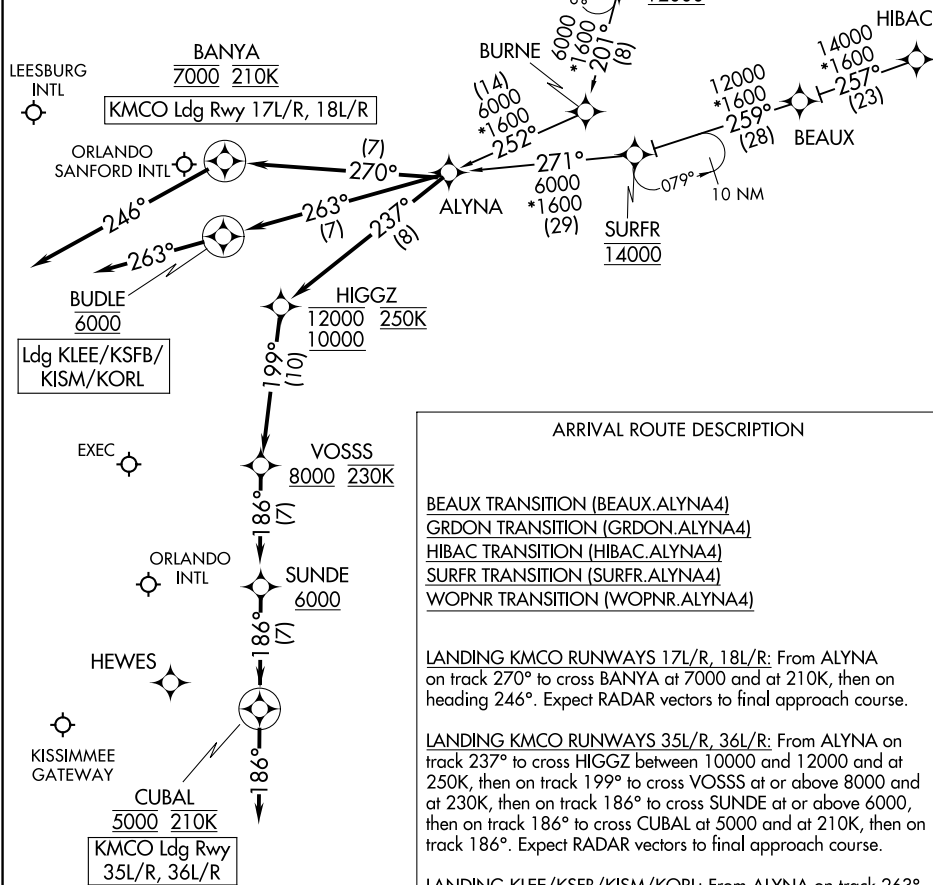 HIBAC
14000
*1600
257°
(23)
12000
*1600
259°
(28)
BEAUX
6000
*1600
201°
(8)
BURNE
(14)
6000
*1600
252°
BANYA
7000 210K
KMCO Ldg Rwy 17L/R, 18L/R
LEESBURG
INTL
ORLANDO
SANFORD INTL
(7)
270°
271°
6000
*1600
(29)
079°
10 NM
ALYNA
SURFR
14000
246°
263°
(7)
237°
(8)
263°
BUDLE
6000
Ldg KLEE/KSFB/
KISM/KORL
HIGGZ
12000 250K
10000
199°
(10)
EXEC
VOSSS
8000 230K
186°
(7)
ORLANDO
INTL
SUNDE
6000
186°
(7)
HEWES
KISSIMMEE
GATEWAY
186°
CUBAL
5000 210K
KMCO Ldg Rwy
35L/R, 36L/R
ARRIVAL ROUTE DESCRIPTION
BEAUX TRANSITION (BEAUX.ALYNA4)
GRDON TRANSITION (GRDON.ALYNA4)
HIBAC TRANSITION (HIBAC.ALYNA4)
SURFR TRANSITION (SURFR.ALYNA4)
WOPNR TRANSITION (WOPNR.ALYNA4)
LANDING KMCO RUNWAYS 17L/R, 18L/R: From ALYNA
on track 270° to cross BANYA at 7000 and at 210K, then on
heading 246°. Expect RADAR vectors to final approach course.
LANDING KMCO RUNWAYS 35L/R, 36L/R: From ALYNA on
track 237° to cross HIGGZ between 10000 and 12000 and at
250K, then on track 199° to cross VOSSS at or above 8000 and
at 230K, then on track 186° to cross SUNDE at or above 6000,
then on track 186° to cross CUBAL at 5000 and at 210K, then on
track 186°. Expect RADAR vectors to final approach course.
LANDING KLEE/KSFB/KISM/KORL: From ALYNA on track 263°